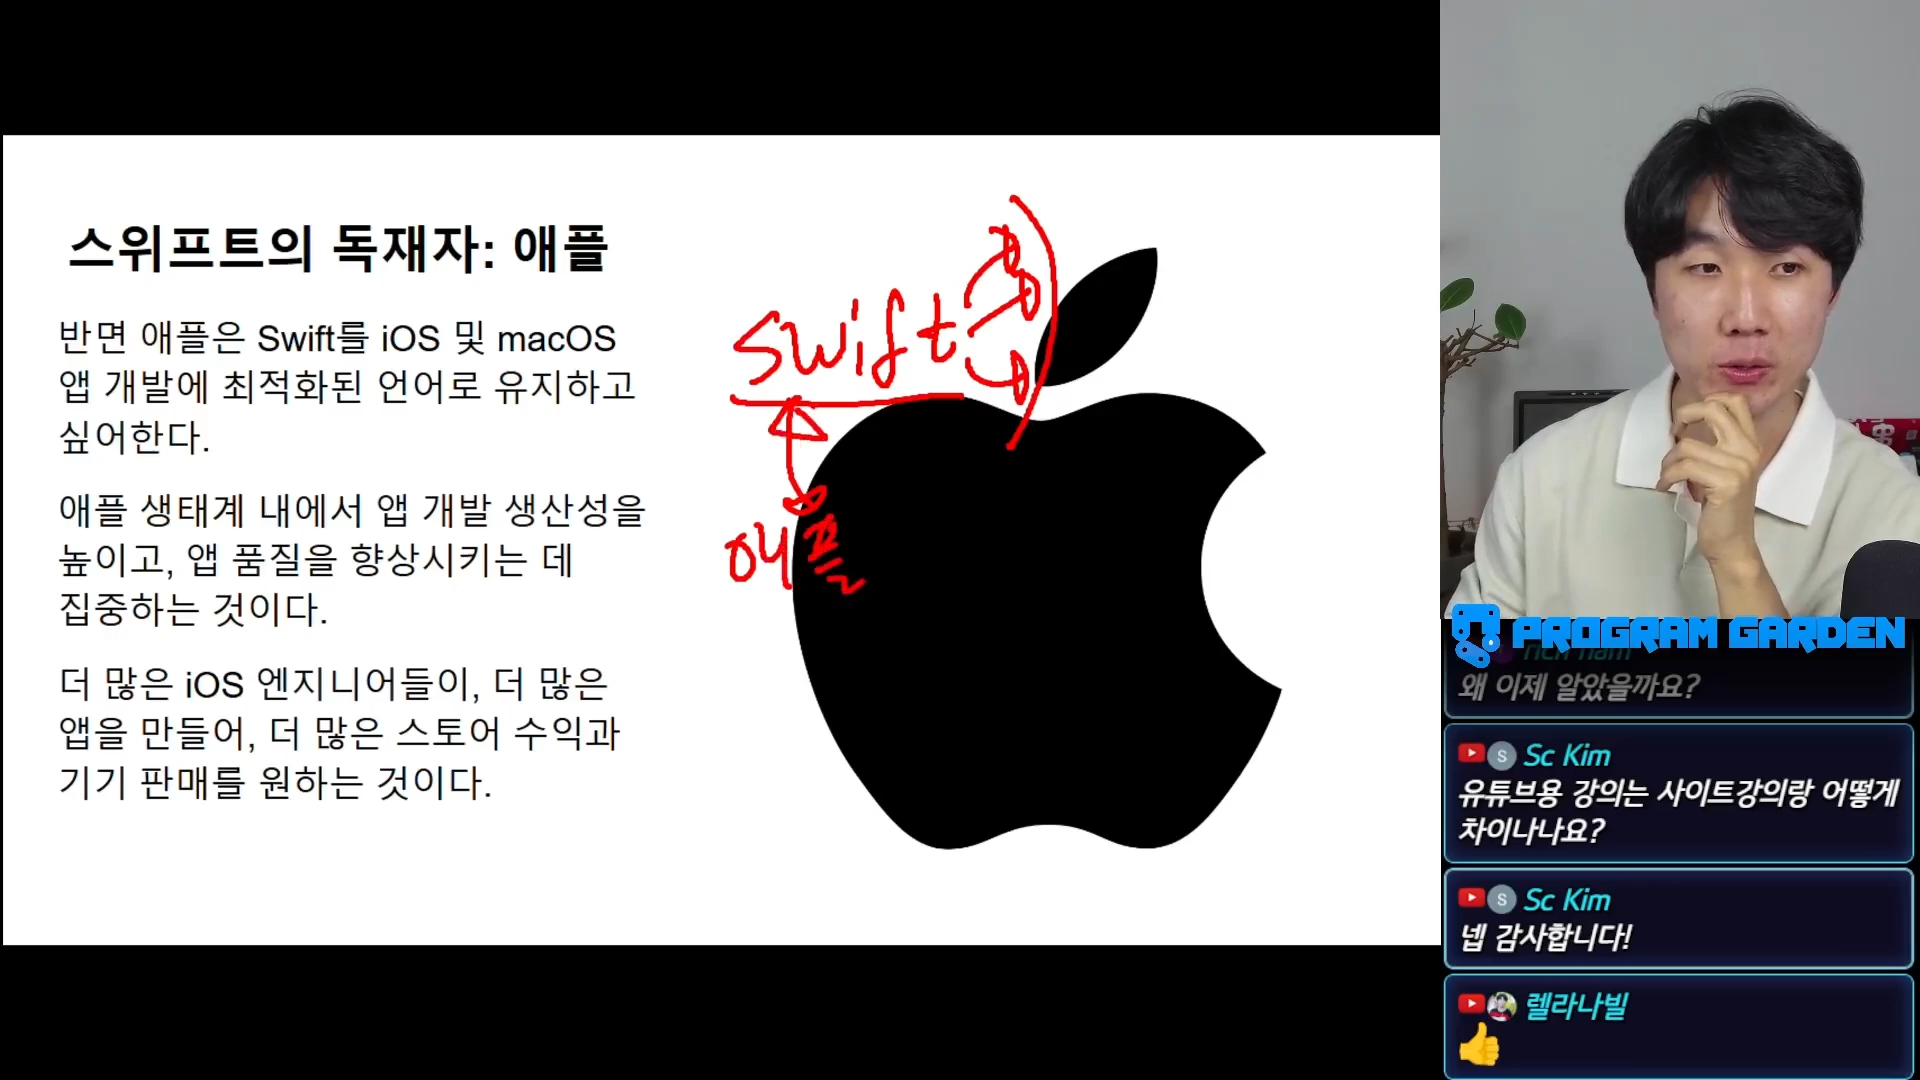 스위프트의 독재자: 애플
반면 애플은 Swift를 iOS 및 macOS
앱 개발에 최적화된 언어로 유지하고
싶어한다.
애플 생태계 내에서 앱 개발 생산성을
높이고, 앱 품질을 향상시키는 데
집중하는 것이다.
더 많은 iOS 엔지니어들이, 더 많은
앱을 만들어, 더 많은 스토어 수익과
기기 판매를 원하는 것이다.
swift
애플
PROGRAM GARDEN
rich nam
왜 이제 알았을까요?
S Sc Kim
유튜브용 강의는 사이트강의랑 어떻게
차이나나요?
S Sc Kim
넵 감사합니다!
렐라나빌